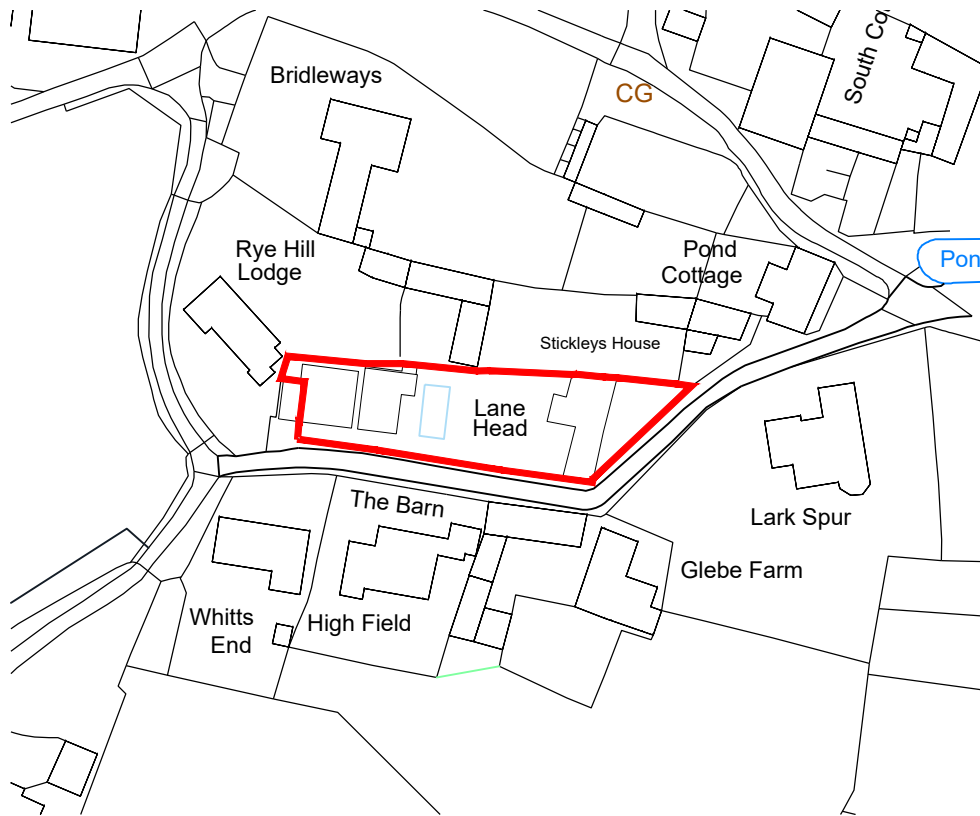 Bridleways
CG
South Co
Rye Hill
Lodge
Pond
Cottage
Pon
Stickleys House
Lane
Head
The Barn
Lark Spur
Glebe Farm
Whitts
End
High Field